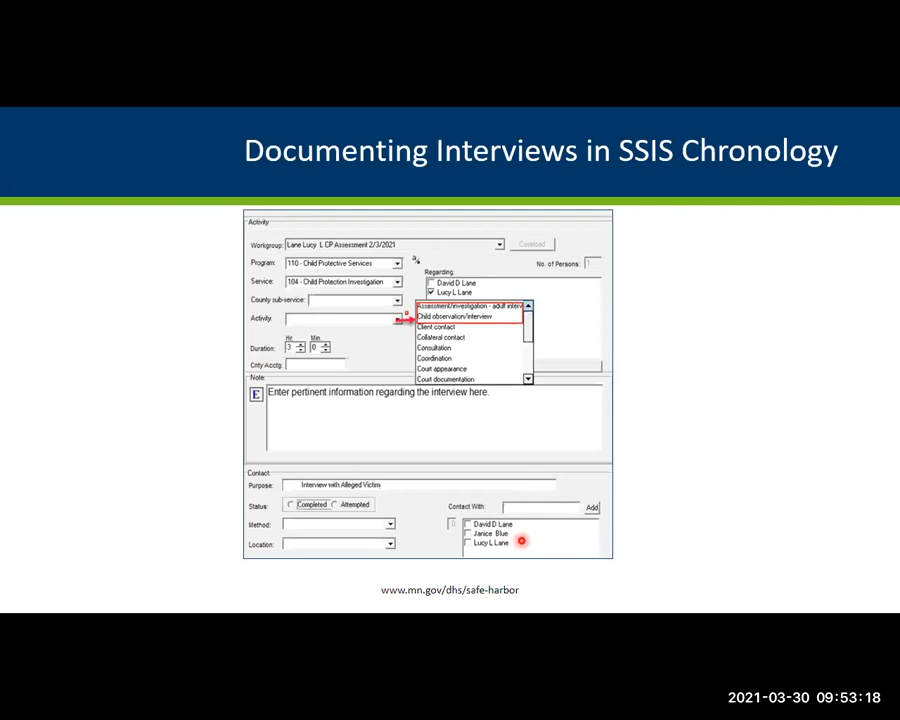 Documenting Interviews in SSIS Chronology
Activity
Workgroup: Lane Lucy L CP Assessment 2/3/2021 Caseload
Program: 110 - Child Protective Services
No. of Persons: 1
Regarding:
Service: 104 - Child Protection Investigation
David D Lane
Lucy L Lane
County sub-service:
Assessment/investigation - adult interv
Activity:
Child observation/interview
Client contact
Collateral contact
Hr. Min.
Duration: 3 0
Consultation
Coordination
Cnty Acctg:
Court appearance
Court documentation
Note:
E Enter pertinent information regarding the interview here.
Contact:
Purpose: Interview with Alleged Victim
Status: Completed Attempted
Contact With: Add
Method:
0 David D Lane
Janice Blue
Location:
Lucy L Lane
www.mn.gov/dhs/safe-harbor
2021-03-30 09:53:18